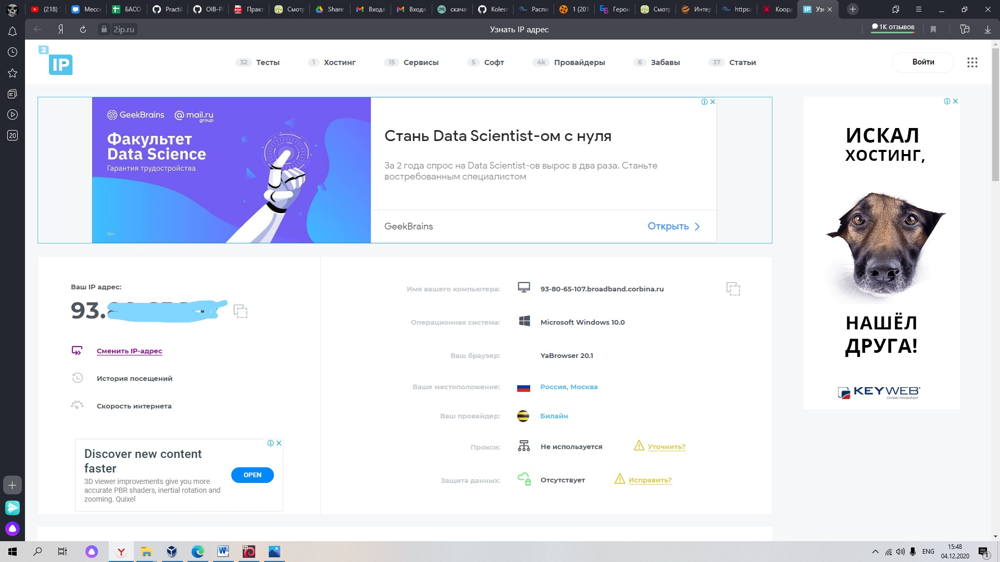 (218)
Мессе
БАСО
Practi
OIB-P
Практ
Смотр
Share
Входя
Входя
скачат
Kolesn
Распи
1 (201
Герои
Смотр
Интер
https:
Коорд
IP
Узн
2ip.ru
Узнать IP адрес
1К отзывов
20
2
IP
32 Тесты
1 Хостинг
15 Сервисы
5 Софт
4k Провайдеры
6 Забавы
37 Статьи
Войти
GeekBrains
@mail.ru
group
Факультет
Data Science
Гарантия трудоустройства
16+
Стань Data Scientist-ом с нуля
За 2 года спрос на Data Scientist-ов вырос в два раза. Станьте
востребованным специалистом
GeekBrains
Открыть
ИСКАЛ
ХОСТИНГ,
НАШЁЛ
ДРУГА!
KEYWEB
СЕРВИС-ПРОВАЙДЕР
Ваш IP адрес:
93.
Сменить IP-адрес
История посещений
Скорость интернета
Discover new content
faster
3D viewer improvements give you more
accurate PBR shaders, inertial rotation and
zooming. Quixel
OPEN
Имя вашего компьютера: 93-80-65-107.broadband.corbina.ru
Операционная система: Microsoft Windows 10.0
Ваш браузер: YaBrowser 20.1
Ваше местоположение: Россия, Москва
Ваш провайдер: Билайн
Прокси: Не используется Уточнить?
Защита данных: Отсутствует Исправить?
ENG
15:48
04.12.2020
1